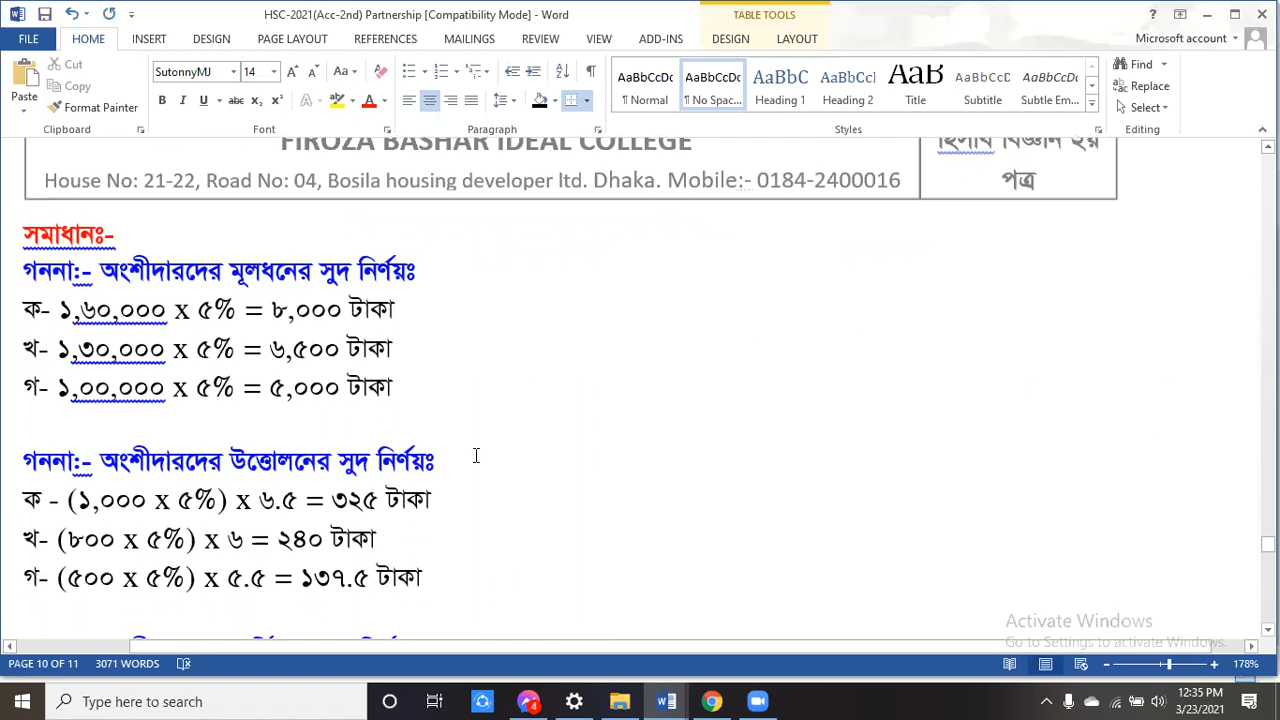 HSC-2021(Acc-2nd) Partnership [Compatibility Mode] - Word
TABLE TOOLS
FILE HOME INSERT DESIGN PAGE LAYOUT REFERENCES MAILINGS REVIEW VIEW ADD-INS DESIGN LAYOUT
Microsoft account
Paste
Cut
Copy
Format Painter
Clipboard
SutonnyMJ 14
Font
Paragraph
AaBbCcDc AaBbCcDc AaBbC AaBbCc AaB AaBbCcD AaBbCcDc
¶ Normal ¶ No Spac... Heading Heading 2 Title Subtitle Subtle Em...
Styles
Find
Replace
Select
Editing
FIROZA BASHAR IDEAL COLLEGE
House No: 21-22, Road No: 04, Bosila housing developer ltd. Dhaka. Mobile:- 0184-2400016
হিসাব বিজ্ঞান ২য়
পত্র
সমাধানঃ-
গননা:- অংশীদারদের মূলধনের সুদ নির্ণয়ঃ
ক- ১,৬০,০০০ x ৫% = ৮,০০০ টাকা
খ- ১,৩০,০০০ x ৫% = ৬,৫০০ টাকা
গ- ১,০০,০০০ x ৫% = ৫,০০০ টাকা
গননা:- অংশীদারদের উত্তোলনের সুদ নির্ণয়ঃ
ক - (১,০০০ x ৫%) x ৬.৫ = ৩২৫ টাকা
খ- (৮০০ x ৫%) x ৬ = ২৪০ টাকা
গ- (৫০০ x ৫%) x ৫.৫ = ১৩৭.৫ টাকা
Activate Windows
Go to Settings to activate Windows.
PAGE 10 OF 11 3071 WORDS
178%
Type here to search
4
12:35 PM
3/23/2021